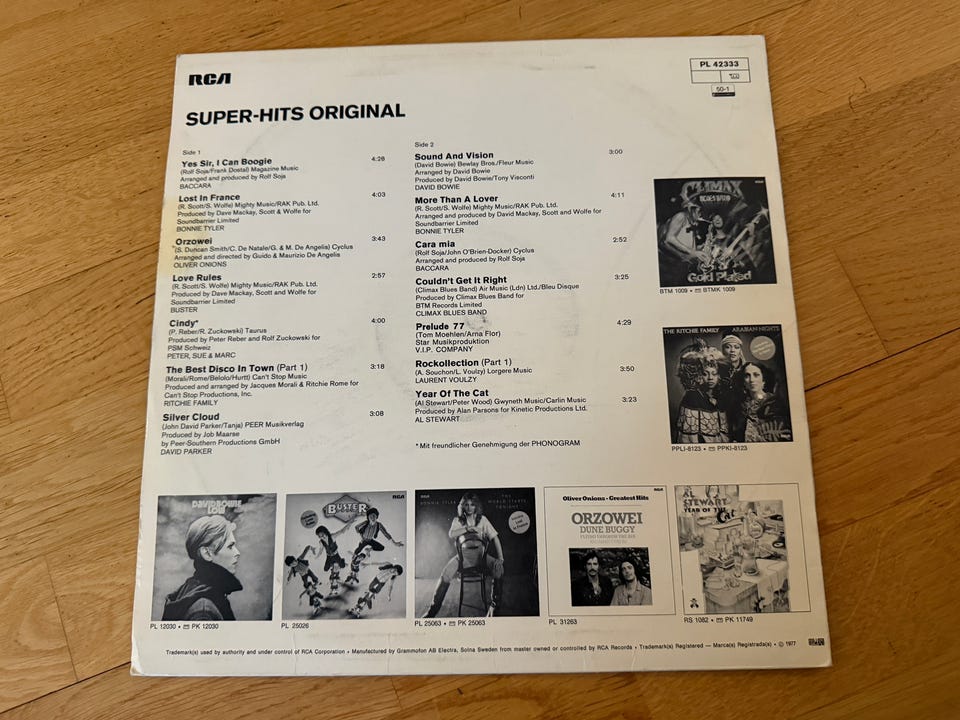 RCA
SUPER-HITS ORIGINAL
PL 42333
50-1
Side 1
Yes Sir, I Can Boogie 4:28
(Rolf Soja/Frank Dostal) Magazine Music
Arranged and produced by Rolf Soja
BACCARA
Lost In France 4:03
(R. Scott/S. Wolfe) Mighty Music/RAK Pub. Ltd.
Produced by Dave Mackay, Scott & Wolfe for
Soundbarrier Limited
BONNIE TYLER
Orzowei 3:43
(S. Duncan Smith/C. De Natale/G. & M. De Angelis) Cyclus
Arranged and directed by Guido & Maurizio De Angelis
OLIVER ONIONS
Love Rules 2:57
(R. Scott/S. Wolfe) Mighty Music/RAK Pub. Ltd.
Produced by Dave Mackay, Scott and Wolfe for
Soundbarrier Limited
BUSTER
Cindy* 4:00
(P. Reber/R. Zuckowski) Taurus
Produced by Peter Reber and Rolf Zuckowski for
PSM Schweiz
PETER, SUE & MARC
The Best Disco In Town (Part 1) 3:18
(Morali/Rome/Belolo/Hurtt) Can't Stop Music
Produced and arranged by Jacques Morali & Ritchie Rome for
Can't Stop Productions, Inc.
RITCHIE FAMILY
Silver Cloud 3:08
(John David Parker/Tanja) PEER Musikverlag
Produced by Job Maarse
by Peer-Southern Productions GmbH
DAVID PARKER
Side 2
Sound And Vision 3:00
(David Bowie) Bewlay Bros./Fleur Music
Arranged by David Bowie
Produced by David Bowie/Tony Visconti
DAVID BOWIE
More Than A Lover 4:11
(R. Scott/S. Wolfe) Mighty Music/RAK Pub. Ltd.
Arranged and produced by David Mackay, Scott and Wolfe for
Soundbarrier Limited
BONNIE TYLER
Cara mia 2:52
(Rolf Soja/John O'Brien-Docker) Cyclus
Arranged and produced by Rolf Soja
BACCARA
Couldn't Get It Right 3:25
(Climax Blues Band) Air Music (Ldn) Ltd./Bleu Disque
Produced by Climax Blues Band for
BTM Records Limited
CLIMAX BLUES BAND
Prelude 77 4:29
(Tom Moehlen/Arna Flor)
Star Musikproduktion
V.I.P. COMPANY
Rockollection (Part 1) 3:50
(A. Souchon/L. Voulzy) Lorgere Music
LAURENT VOULZY
Year Of The Cat 3:23
(Al Stewart/Peter Wood) Gwyneth Music/Carlin Music
Produced by Alan Parsons for Kinetic Productions Ltd.
AL STEWART
* Mit freundlicher Genehmigung der PHONOGRAM
CLIMAX
BLUES BAND
Gold Plated
BTM 1009 • BTMK 1009
THE RITCHIE FAMILY ARABIAN NIGHTS
PPLI-8123 • PPKI-8123
DAVID BOWIE
LOW
PL 12030 • PK 12030
BUSTER
RCA
PL 25026
RCA
BONNIE TYLER
THE
WORLD STARTS
TONIGHT
PL 25063 • PK 25063
RCA
Oliver Onions · Greatest Hits
ORZOWEI
DUNE BUGGY
PL 31263
AL
STEWART
YEAR OF THE
Cat
RS 1082 • PK 11749
Trademark(s) used by authority and under control of RCA Corporation • Manufactured by Grammofon AB Electra, Solna Sweden from master owned or controlled by RCA Records • Trademark(s) Registered — Marca(s) Registrada(s) • © 1977